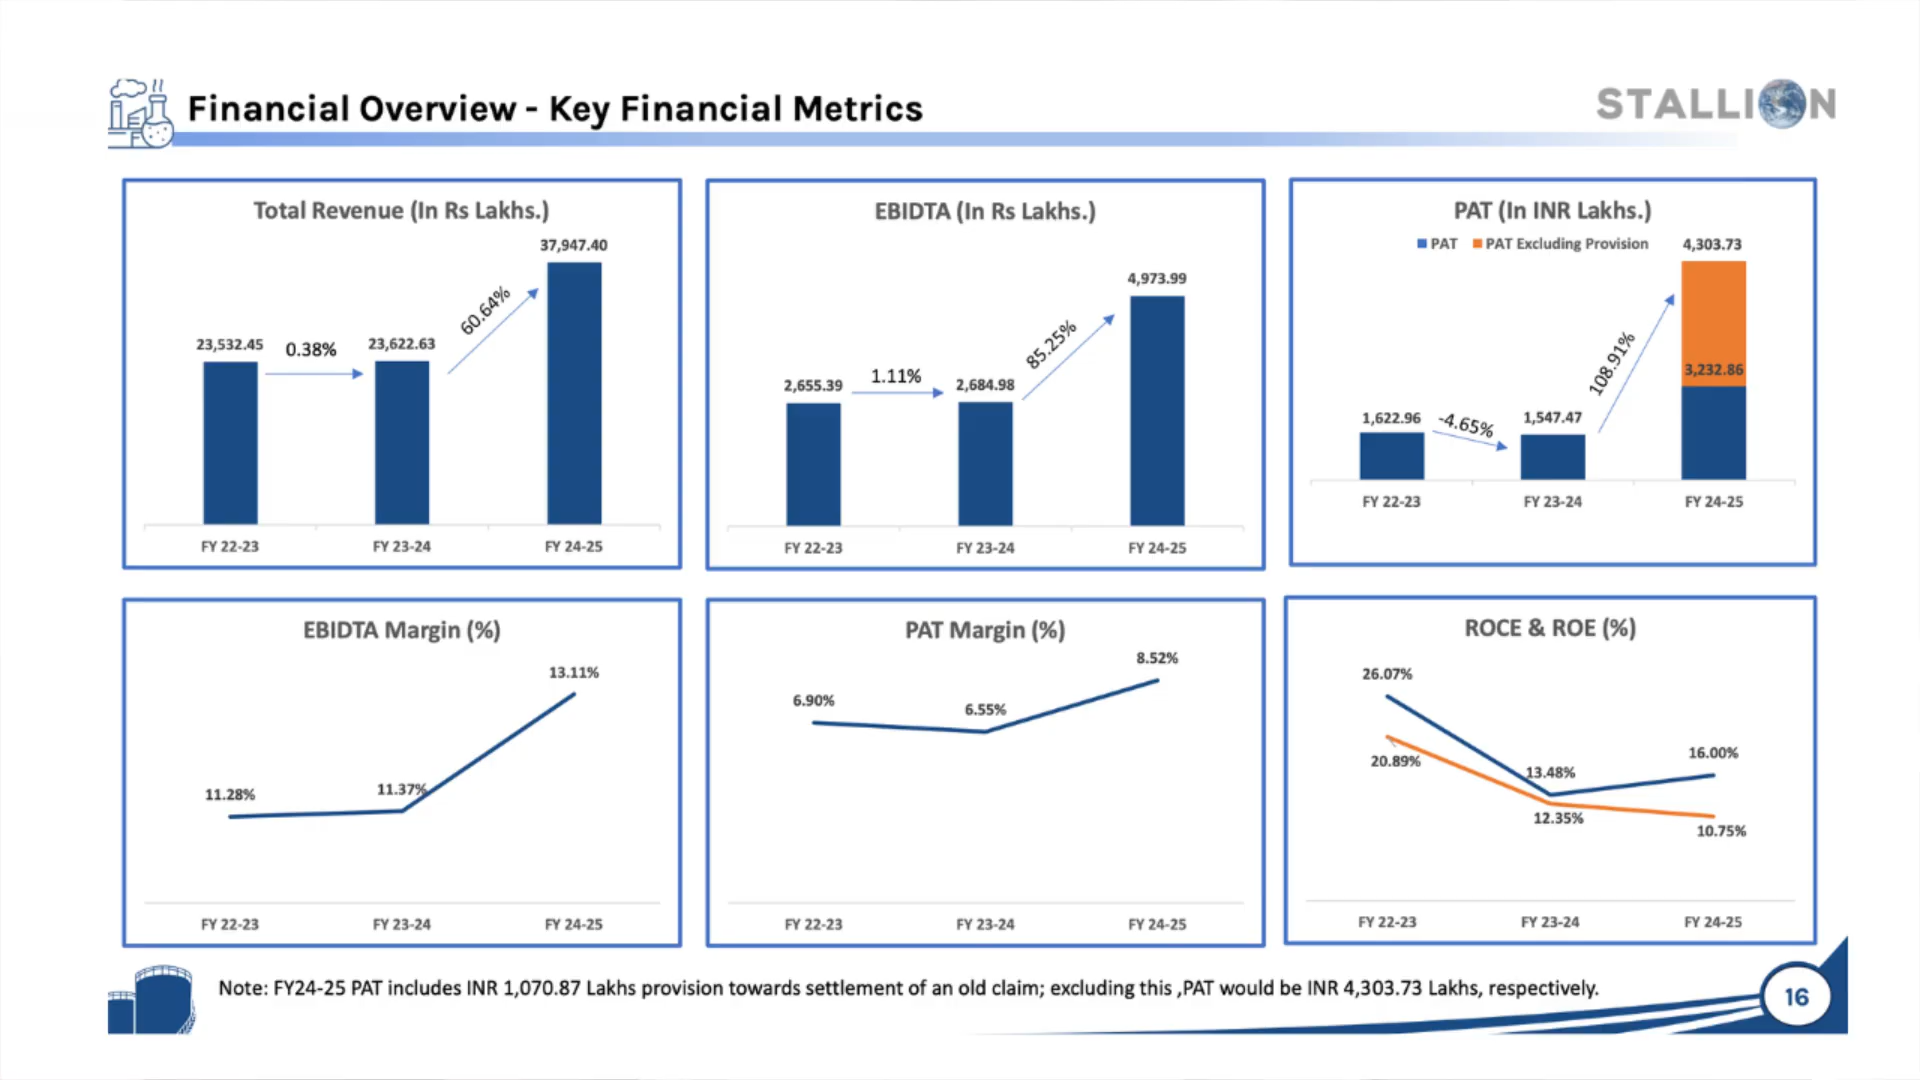 Financial Overview - Key Financial Metrics
STALLION
Total Revenue (In Rs Lakhs.)
37,947.40
60.64%
23,532.45
0.38%
23,622.63
FY 22-23 FY 23-24 FY 24-25
EBIDTA (In Rs Lakhs.)
4,973.99
85.25%
2,655.39
1.11%
2,684.98
FY 22-23 FY 23-24 FY 24-25
PAT (In INR Lakhs.)
PAT PAT Excluding Provision
4,303.73
108.91%
3,232.86
1,622.96
-4.65%
1,547.47
FY 22-23 FY 23-24 FY 24-25
EBIDTA Margin (%)
13.11%
11.28%
11.37%
FY 22-23 FY 23-24 FY 24-25
PAT Margin (%)
8.52%
6.90%
6.55%
FY 22-23 FY 23-24 FY 24-25
ROCE & ROE (%)
26.07%
20.89%
13.48%
16.00%
12.35%
10.75%
FY 22-23 FY 23-24 FY 24-25
Note: FY24-25 PAT includes INR 1,070.87 Lakhs provision towards settlement of an old claim; excluding this ,PAT would be INR 4,303.73 Lakhs, respectively.
16